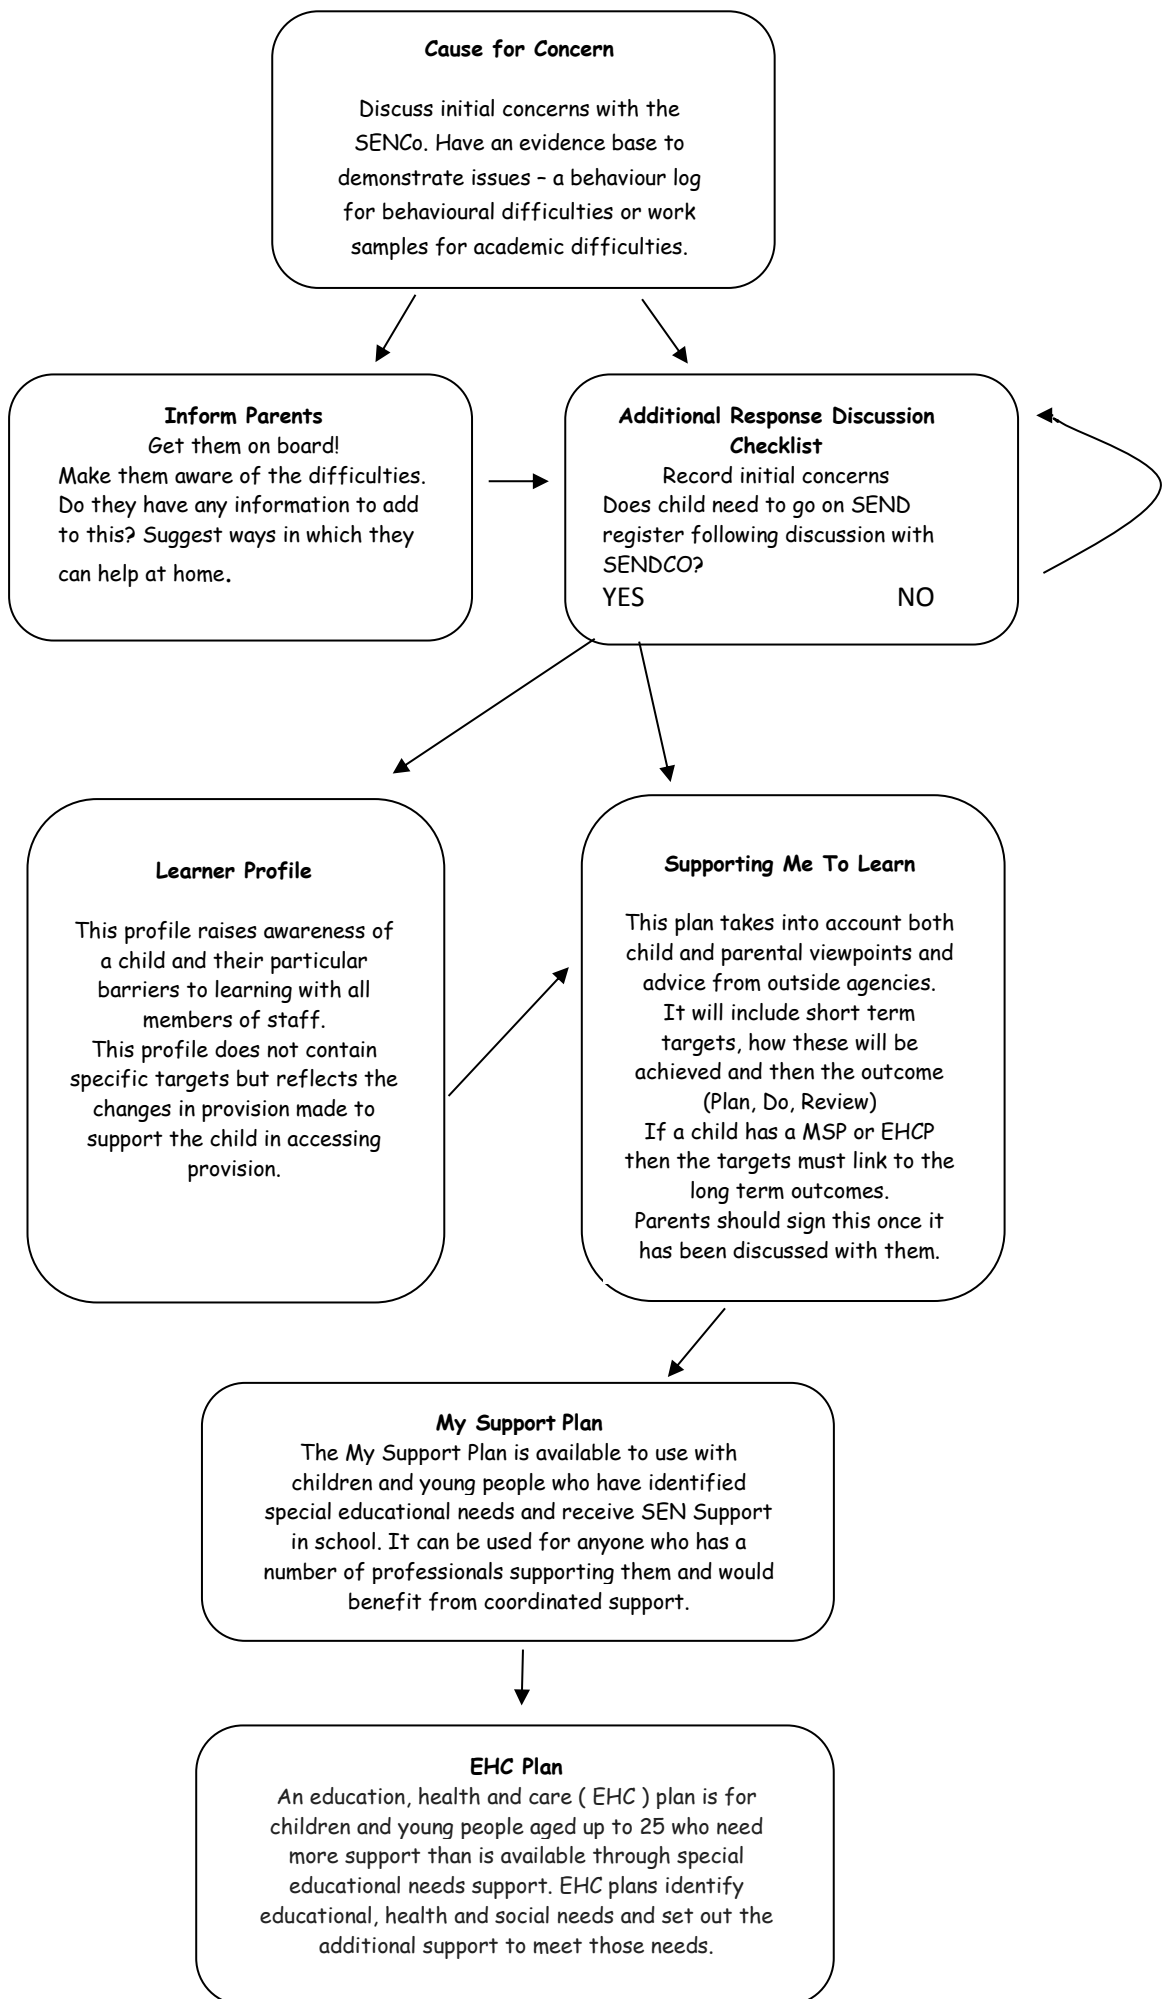 Cause for Concern
Discuss initial concerns with the
SENCo. Have an evidence base to
demonstrate issues – a behaviour log
for behavioural difficulties or work
samples for academic difficulties.
Inform Parents
Get them on board!
Make them aware of the difficulties.
Do they have any information to add
to this? Suggest ways in which they
can help at home.
Additional Response Discussion
Checklist
Record initial concerns
Does child need to go on SEND
register following discussion with
SENDCO?
YES NO
Learner Profile
This profile raises awareness of
a child and their particular
barriers to learning with all
members of staff.
This profile does not contain
specific targets but reflects the
changes in provision made to
support the child in accessing
provision.
Supporting Me To Learn
This plan takes into account both
child and parental viewpoints and
advice from outside agencies.
It will include short term
targets, how these will be
achieved and then the outcome
(Plan, Do, Review)
If a child has a MSP or EHCP
then the targets must link to the
long term outcomes.
Parents should sign this once it
has been discussed with them.
My Support Plan
The My Support Plan is available to use with
children and young people who have identified
special educational needs and receive SEN Support
in school. It can be used for anyone who has a
number of professionals supporting them and would
benefit from coordinated support.
EHC Plan
An education, health and care ( EHC ) plan is for
children and young people aged up to 25 who need
more support than is available through special
educational needs support. EHC plans identify
educational, health and social needs and set out the
additional support to meet those needs.